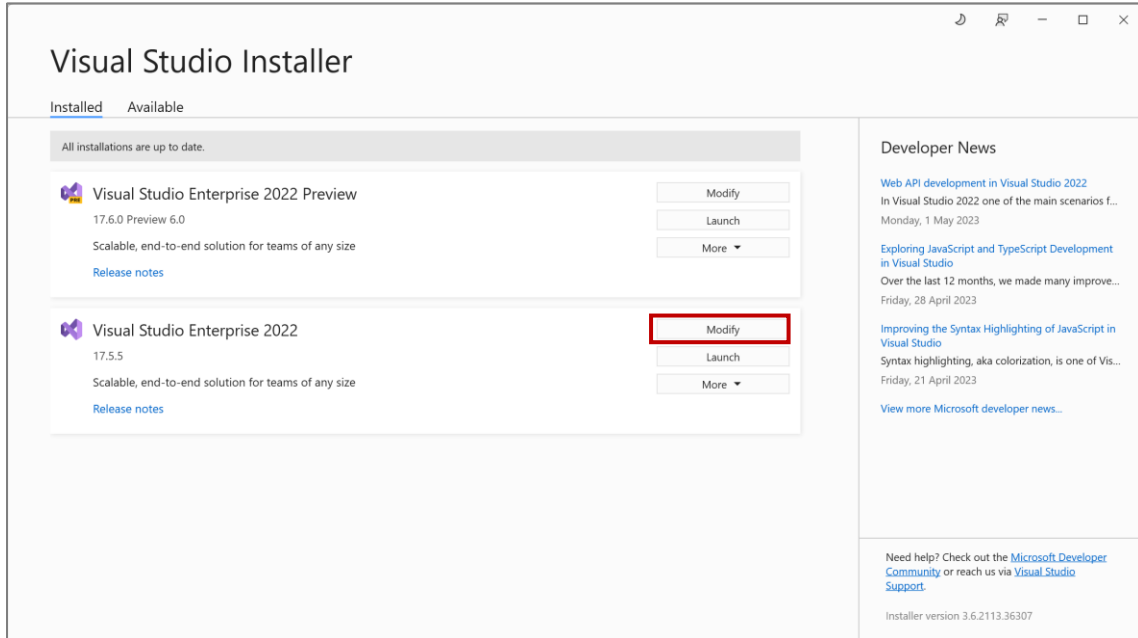 Visual Studio Installer
Installed Available
All installations are up to date.
PRE
Visual Studio Enterprise 2022 Preview
17.6.0 Preview 6.0
Scalable, end-to-end solution for teams of any size
Release notes
Modify
Launch
More
Visual Studio Enterprise 2022
17.5.5
Scalable, end-to-end solution for teams of any size
Release notes
Modify
Launch
More
Developer News
Web API development in Visual Studio 2022
In Visual Studio 2022 one of the main scenarios f...
Monday, 1 May 2023
Exploring JavaScript and TypeScript Development
in Visual Studio
Over the last 12 months, we made many improve...
Friday, 28 April 2023
Improving the Syntax Highlighting of JavaScript in
Visual Studio
Syntax highlighting, aka colorization, is one of Vis...
Friday, 21 April 2023
View more Microsoft developer news...
Need help? Check out the Microsoft Developer
Community or reach us via Visual Studio
Support.
Installer version 3.6.2113.36307